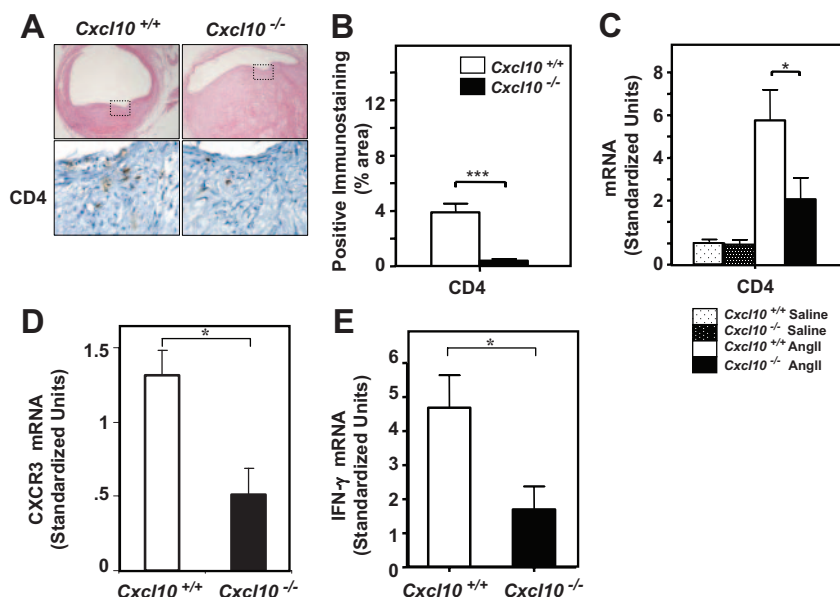 A
Cxcl10 +/+
Cxcl10 -/-
CD4
B
Positive Immunostaining
(% area)
12
8
4
0
Cxcl10 +/+
Cxcl10 -/-
***
CD4
C
mRNA
(Standardized Units)
8
6
4
2
0
*
CD4
Cxcl10 +/+ Saline
Cxcl10 -/- Saline
Cxcl10 +/+ AngII
Cxcl10 -/- AngII
D
CXCR3 mRNA
(Standardized Units)
1.5
1
.5
0
*
Cxcl10 +/+
Cxcl10 -/-
E
IFN-γ mRNA
(Standardized Units)
6
5
4
3
2
1
0
*
Cxcl10 +/+
Cxcl10 -/-